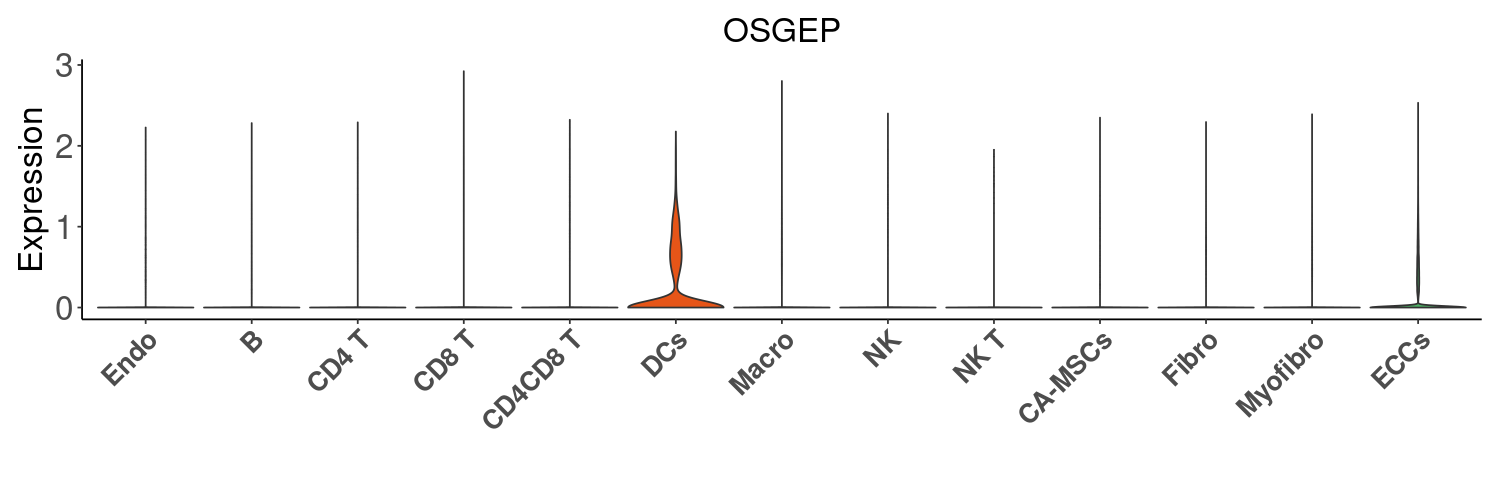 OSGEP
Expression
3
2
1
0
Endo
B
CD4 T
CD8 T
CD4CD8 T
DCs
Macro
NK
NK T
CA-MSCs
Fibro
Myofibro
ECCs